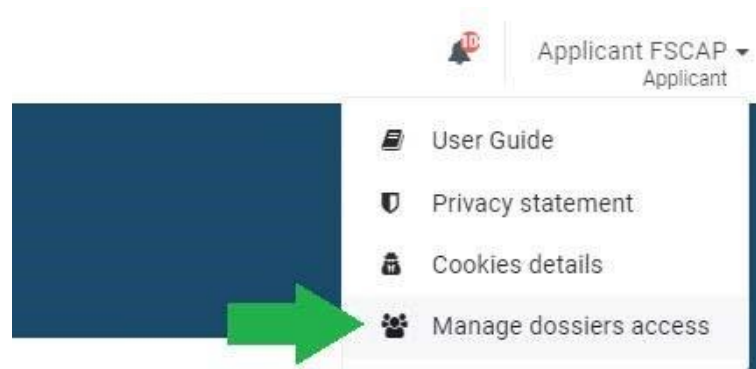 10
Applicant FSCAP
Applicant
User Guide
Privacy statement
Cookies details
Manage dossiers access